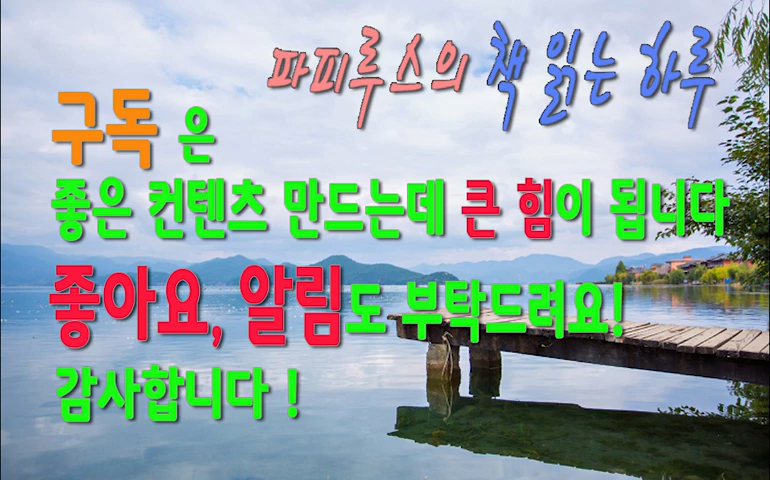 파피루스의 책 읽는 하루
구독 은
좋은 컨텐츠 만드는데 큰 힘이 됩니다
좋아요, 알림도 부탁드려요!
감사합니다 !